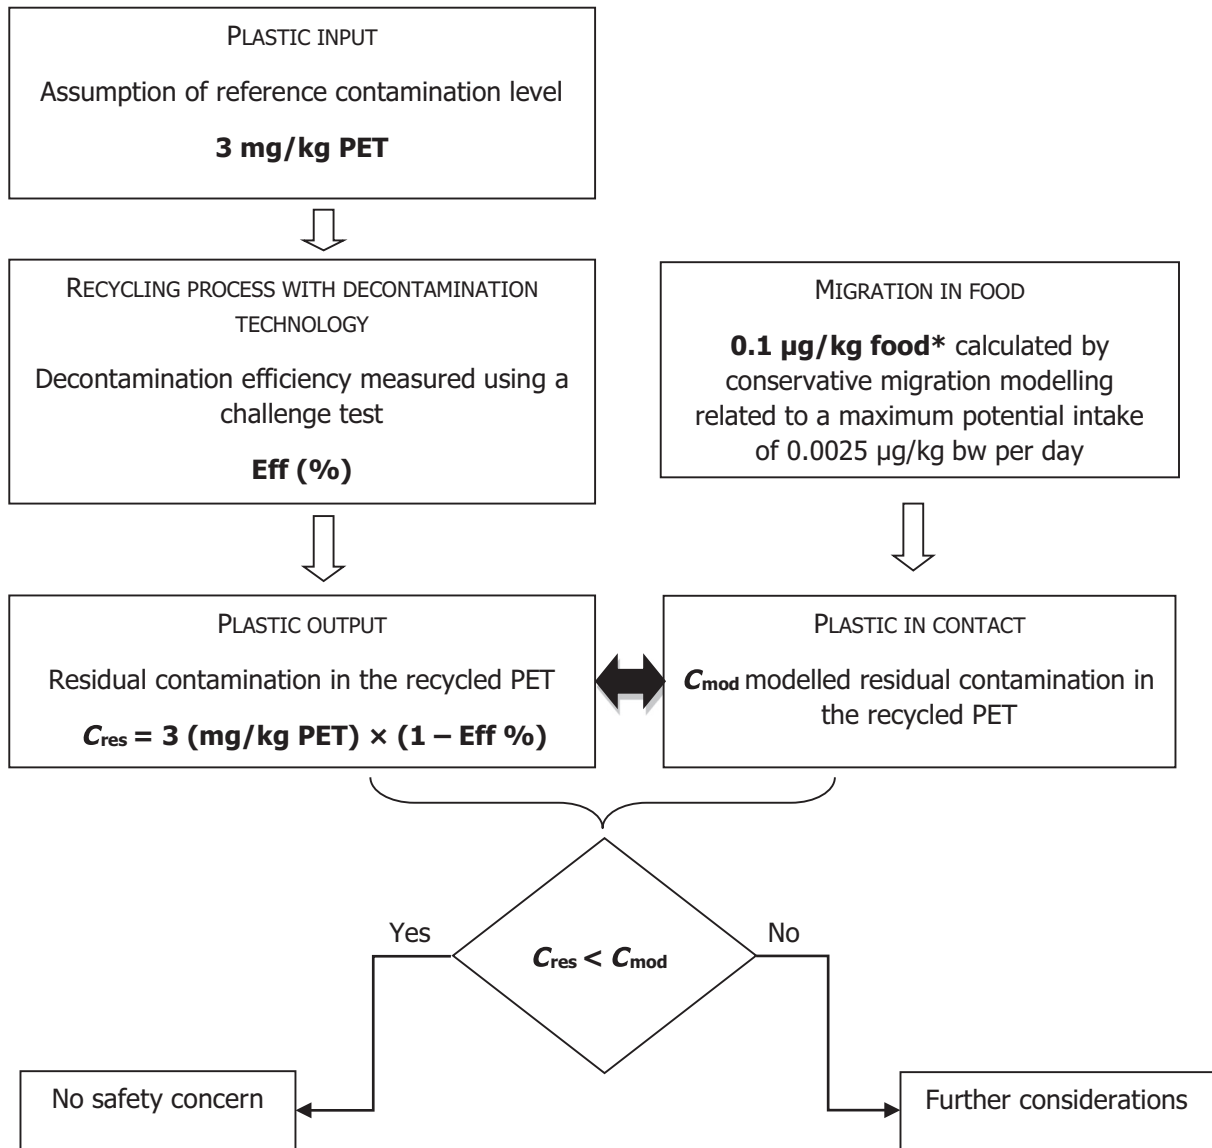 PLASTIC INPUT
Assumption of reference contamination level
3 mg/kg PET
RECYCLING PROCESS WITH DECONTAMINATION
TECHNOLOGY
Decontamination efficiency measured using a
challenge test
Eff (%)
MIGRATION IN FOOD
0.1 µg/kg food* calculated by
conservative migration modelling
related to a maximum potential intake
of 0.0025 µg/kg bw per day
PLASTIC OUTPUT
Residual contamination in the recycled PET
Cres = 3 (mg/kg PET) × (1 – Eff %)
PLASTIC IN CONTACT
Cmod modelled residual contamination in
the recycled PET
Yes
Cres < Cmod
No
No safety concern
Further considerations